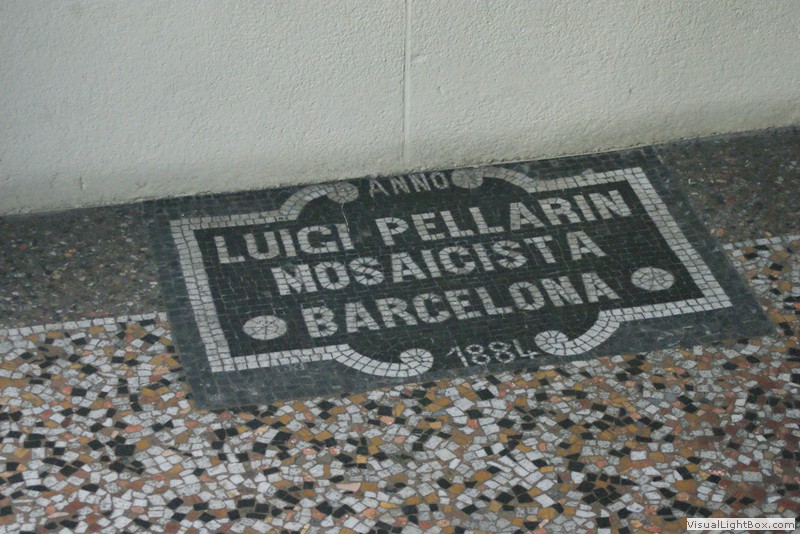 ANNO
LUIGI PELLARIN
MOSAICISTA
BARCELONA
1884
VisualLightBox.com